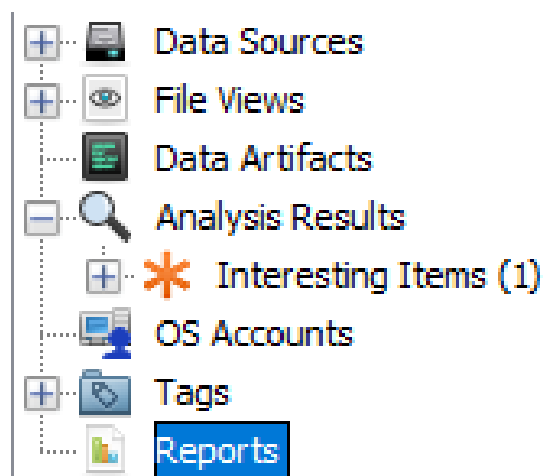 Data Sources
File Views
Data Artifacts
Analysis Results
Interesting Items (1)
OS Accounts
Tags
Reports